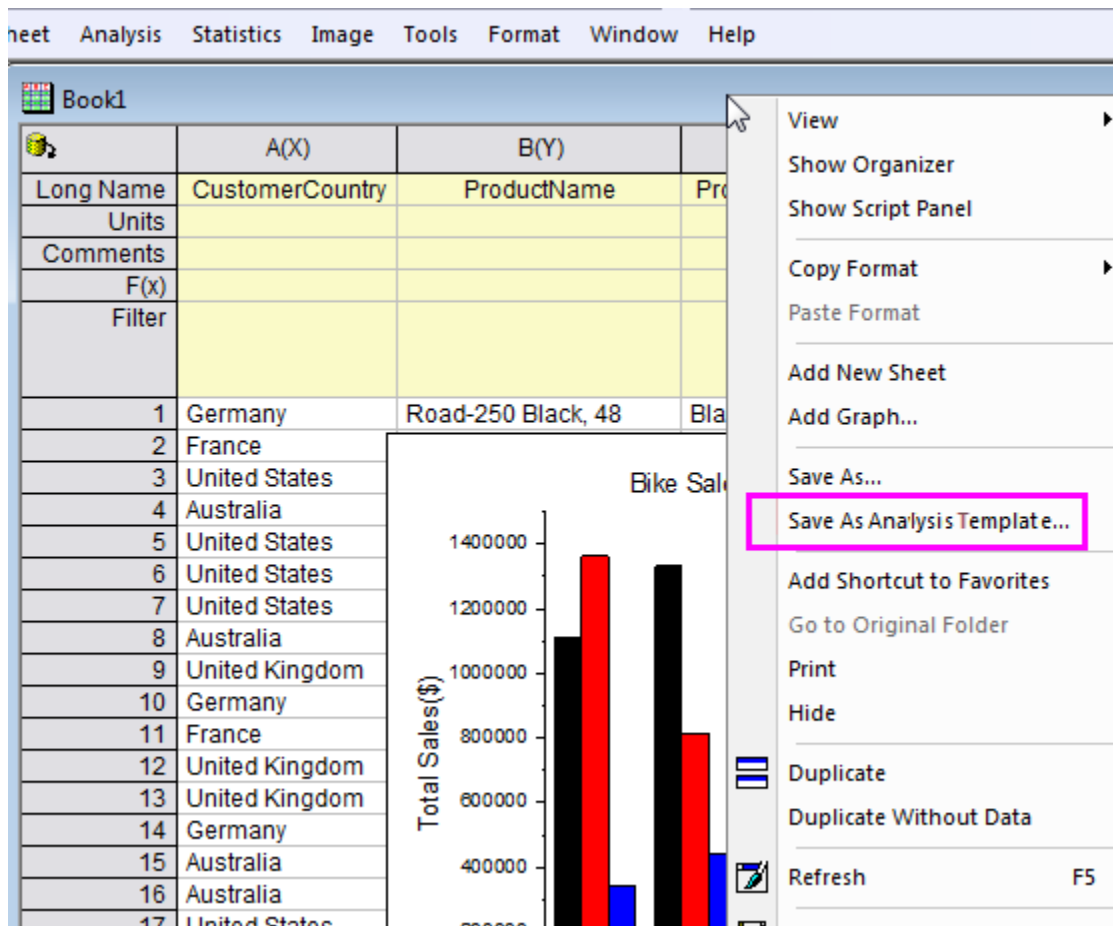 heet Analysis Statistics Image Tools Format Window Help
Book1
A(X) B(Y)
Long Name CustomerCountry ProductName Pro
Units
Comments
F(x)
Filter
1 Germany Road-250 Black, 48 Bla
2 France
3 United States
4 Australia
5 United States
6 United States
7 United States
8 Australia
9 United Kingdom
10 Germany
11 France
12 United Kingdom
13 United Kingdom
14 Germany
15 Australia
16 Australia
17 United States
Bike Sal
1400000
1200000
1000000
800000
600000
400000
Total Sales($)
View
Show Organizer
Show Script Panel
Copy Format
Paste Format
Add New Sheet
Add Graph...
Save As...
Save As Analysis Template...
Add Shortcut to Favorites
Go to Original Folder
Print
Hide
Duplicate
Duplicate Without Data
Refresh F5